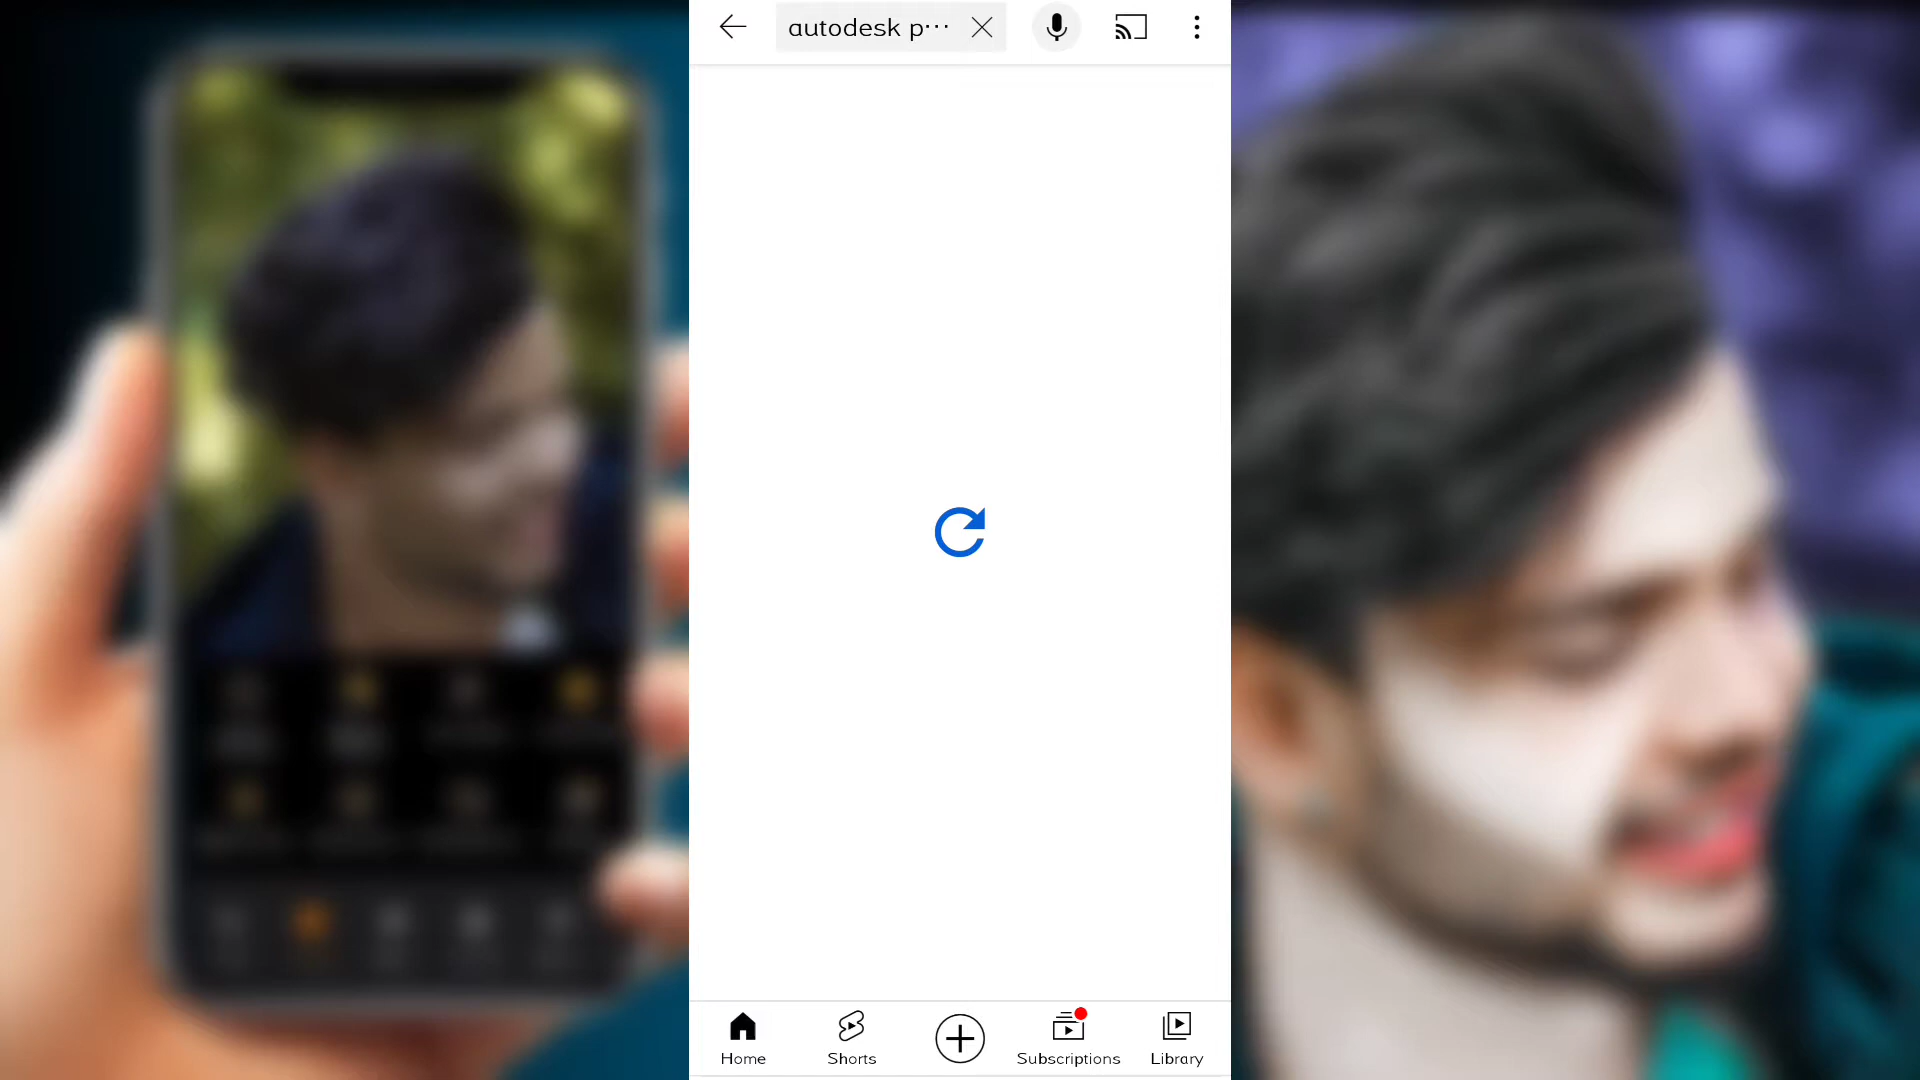 autodesk p···
Home
Shorts
Subscriptions
Library